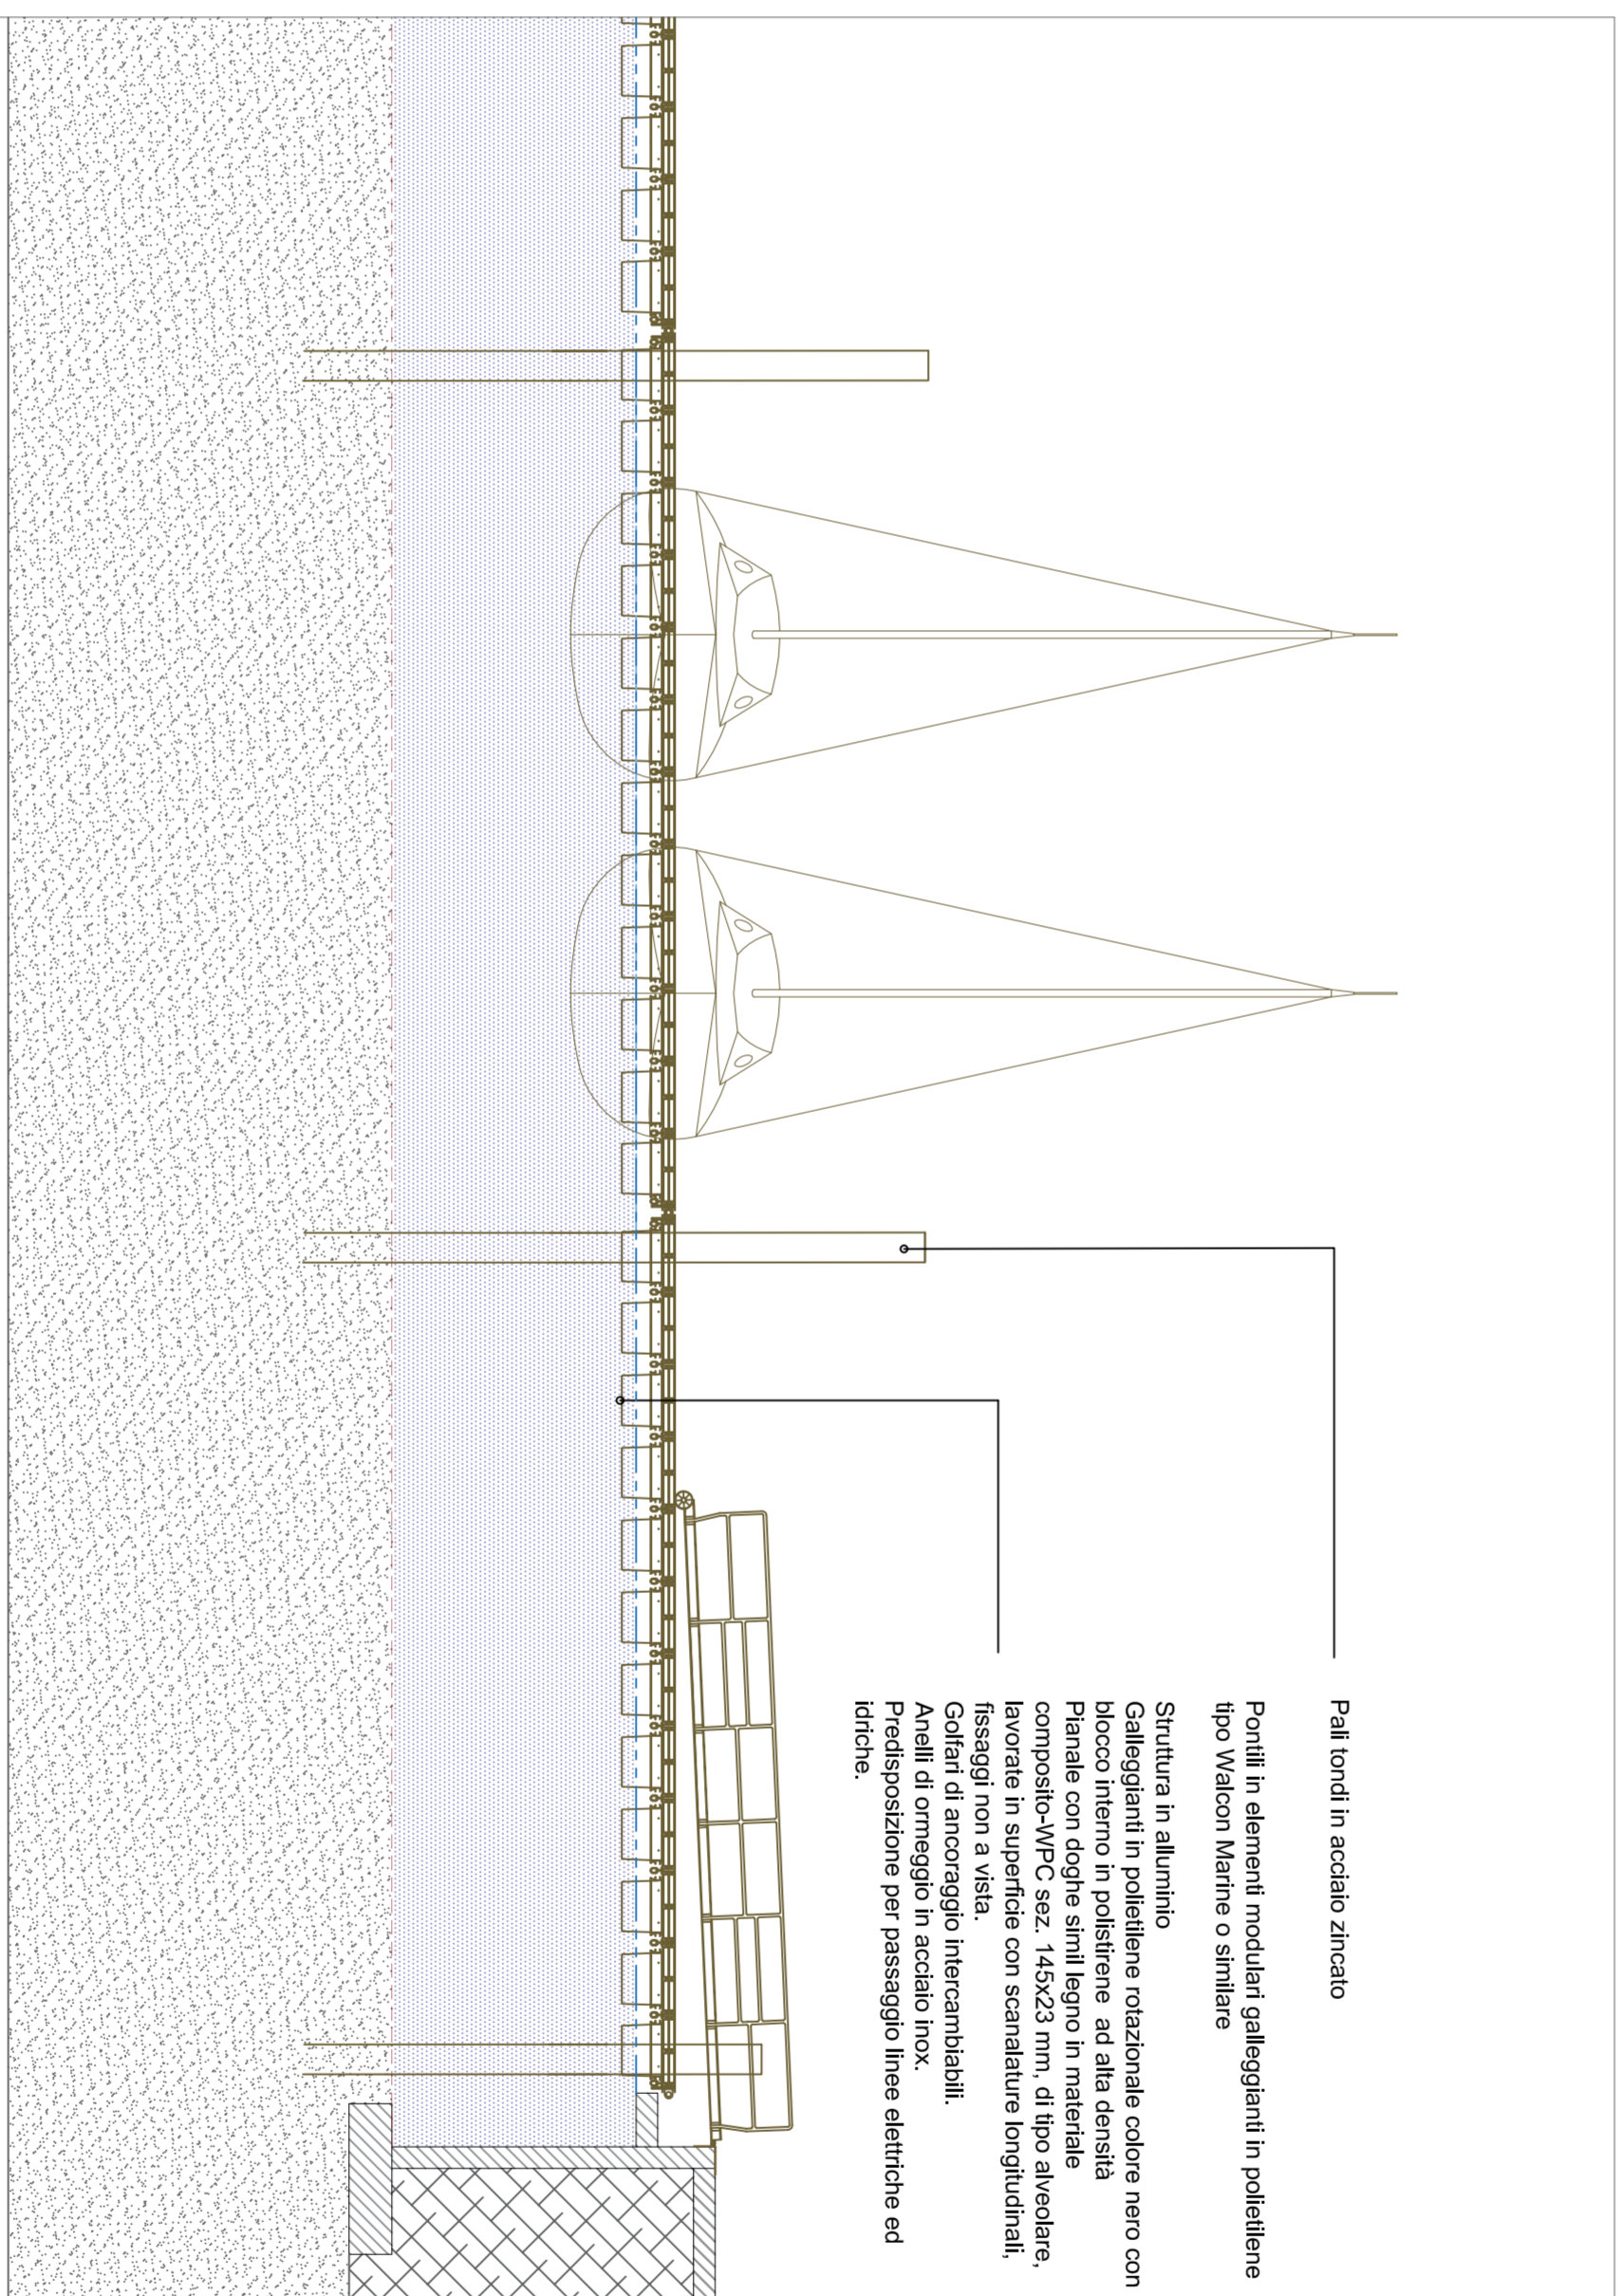 Pali tondi in acciaio zincato
Pontili in elementi modulari galleggianti in polietilene
tipo Walcon Marine o similare
Struttura in alluminio
Galleggianti in polietilene rotazionale colore nero con
blocco interno in polistirene ad alta densità
Pianale con doghe simil legno in materiale
composito-WPC sez. 145x23 mm, di tipo alveolare,
lavorate in superficie con scanalature longitudinali,
fissaggi non a vista.
Golfari di ancoraggio intercambiabili.
Anelli di ormeggio in acciaio inox.
Predisposizione per passaggio linee elettriche ed
idriche.